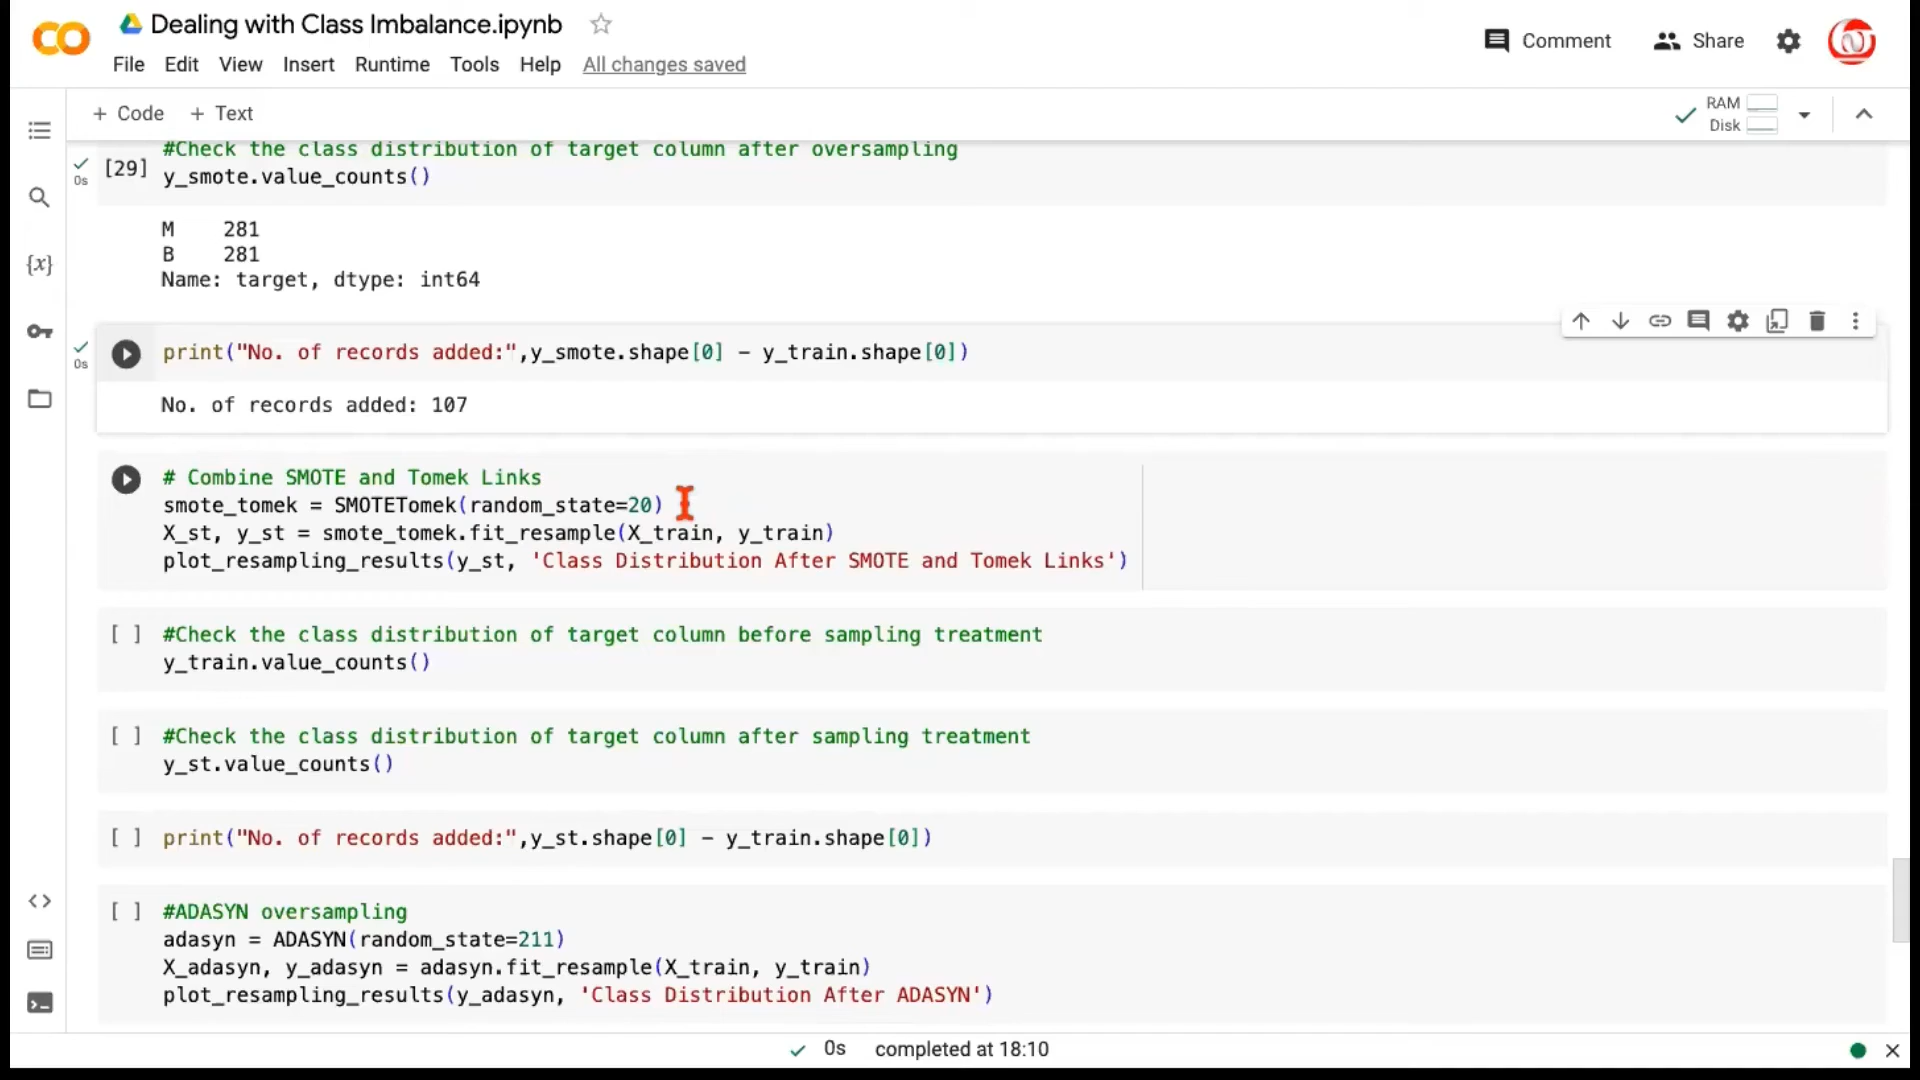 Dealing with Class Imbalance.ipynb
File Edit View Insert Runtime Tools Help All changes saved
Comment Share
+ Code + Text
RAM
Disk
#Check the class distribution of target column after oversampling
[29] y_smote.value_counts()
0s
M 281
B 281
Name: target, dtype: int64
print("No. of records added:",y_smote.shape[0] - y_train.shape[0])
0s
No. of records added: 107
# Combine SMOTE and Tomek Links
smote_tomek = SMOTETomek(random_state=20)
X_st, y_st = smote_tomek.fit_resample(X_train, y_train)
plot_resampling_results(y_st, 'Class Distribution After SMOTE and Tomek Links')
[ ] #Check the class distribution of target column before sampling treatment
y_train.value_counts()
[ ] #Check the class distribution of target column after sampling treatment
y_st.value_counts()
[ ] print("No. of records added:",y_st.shape[0] - y_train.shape[0])
[ ] #ADASYN oversampling
adasyn = ADASYN(random_state=211)
X_adasyn, y_adasyn = adasyn.fit_resample(X_train, y_train)
plot_resampling_results(y_adasyn, 'Class Distribution After ADASYN')
0s completed at 18:10